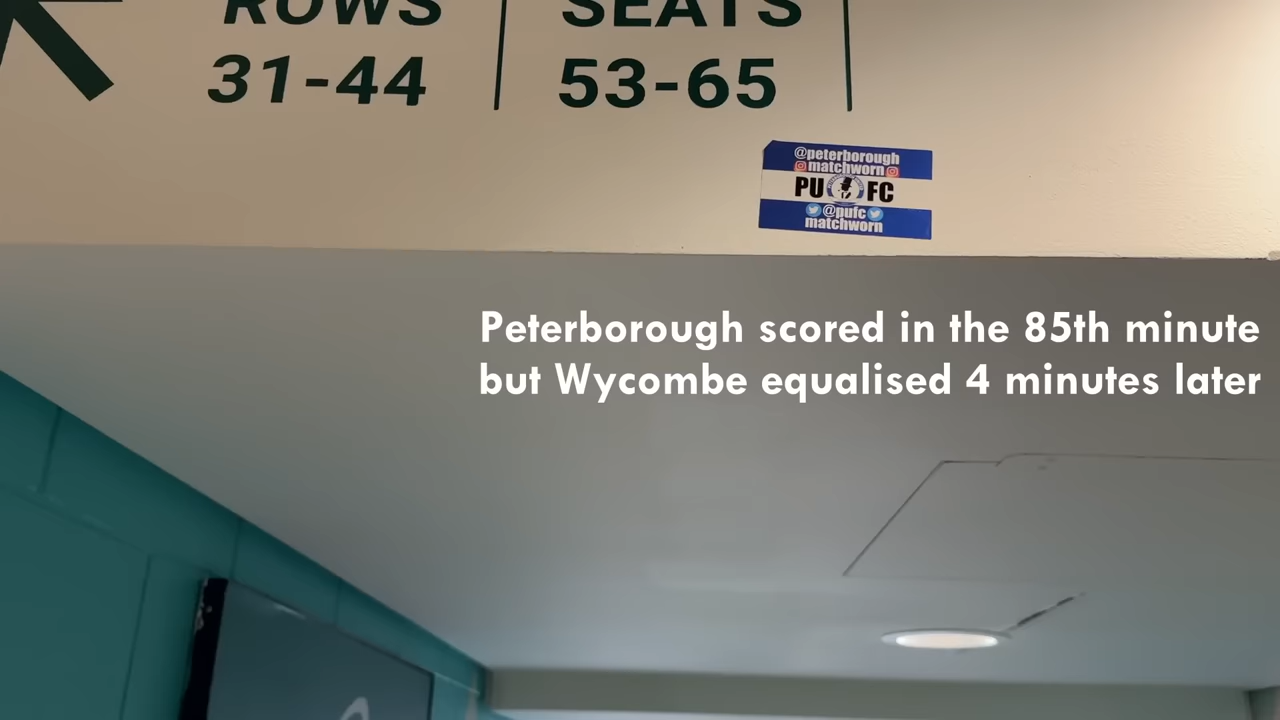 ROWS
SEATS
31-44
53-65
@peterborough
matchworn
PU FC
@pufc
matchworn
Peterborough scored in the 85th minute
but Wycombe equalised 4 minutes later